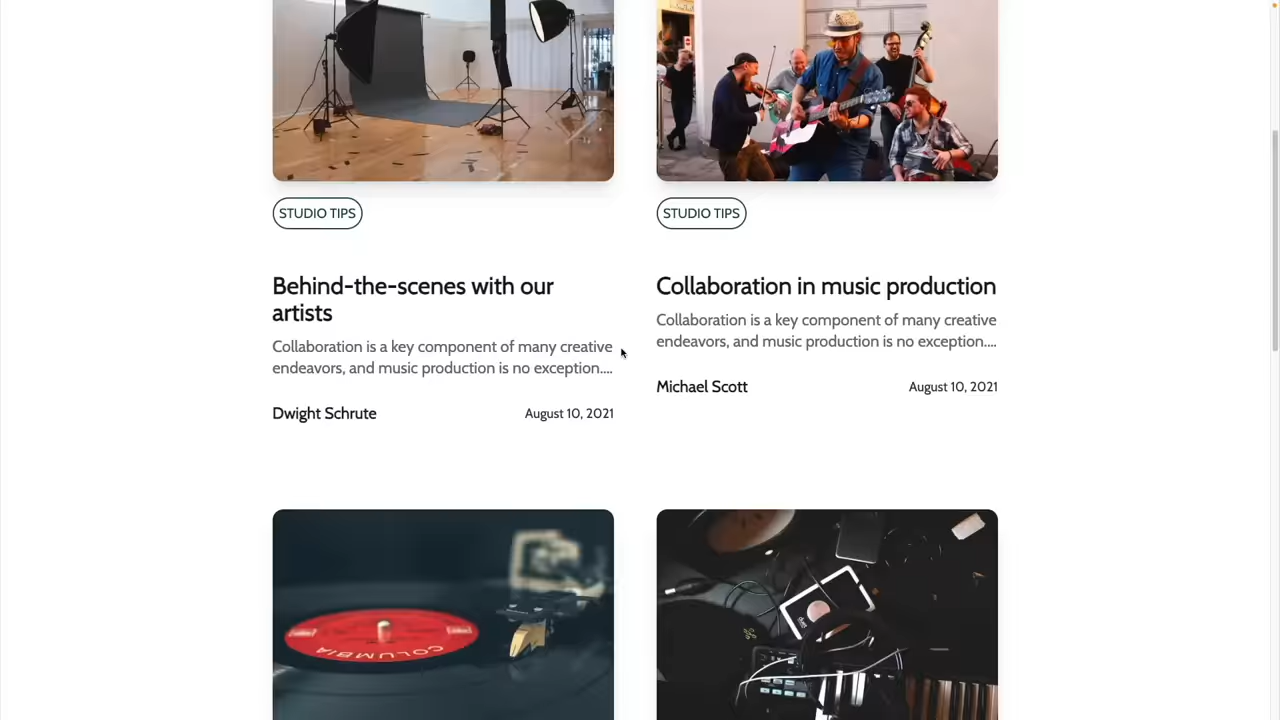 STUDIO TIPS
Behind-the-scenes with our
artists
Collaboration is a key component of many creative
endeavors, and music production is no exception....
Dwight Schrute
August 10, 2021
STUDIO TIPS
Collaboration in music production
Collaboration is a key component of many creative
endeavors, and music production is no exception....
Michael Scott
August 10, 2021
COLUMBIA